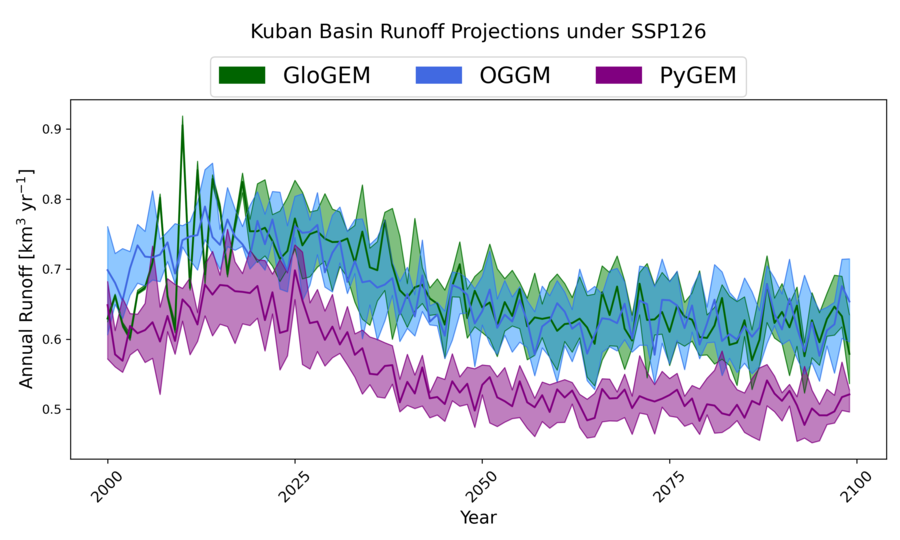 Kuban Basin Runoff Projections under SSP126
GloGEM OGGM PyGEM
Annual Runoff [km³ yr⁻¹]
0.9
0.8
0.7
0.6
0.5
2000 2025 2050 2075 2100
Year